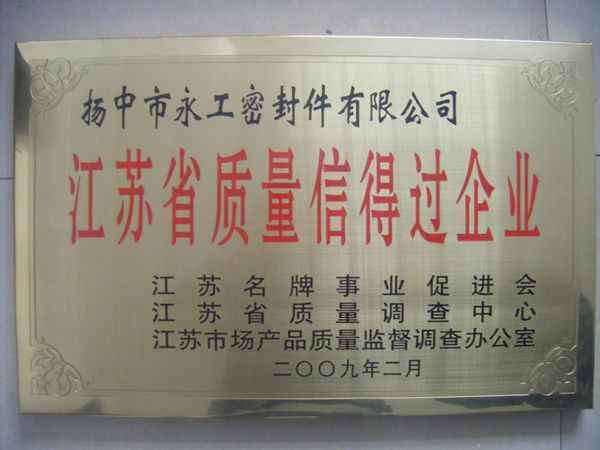 扬中市永工密封件有限公司
江苏省质量信得过企业
江苏名牌事业促进会
江苏省质量调查中心
江苏市场产品质量监督调查办公室
二〇〇九年二月